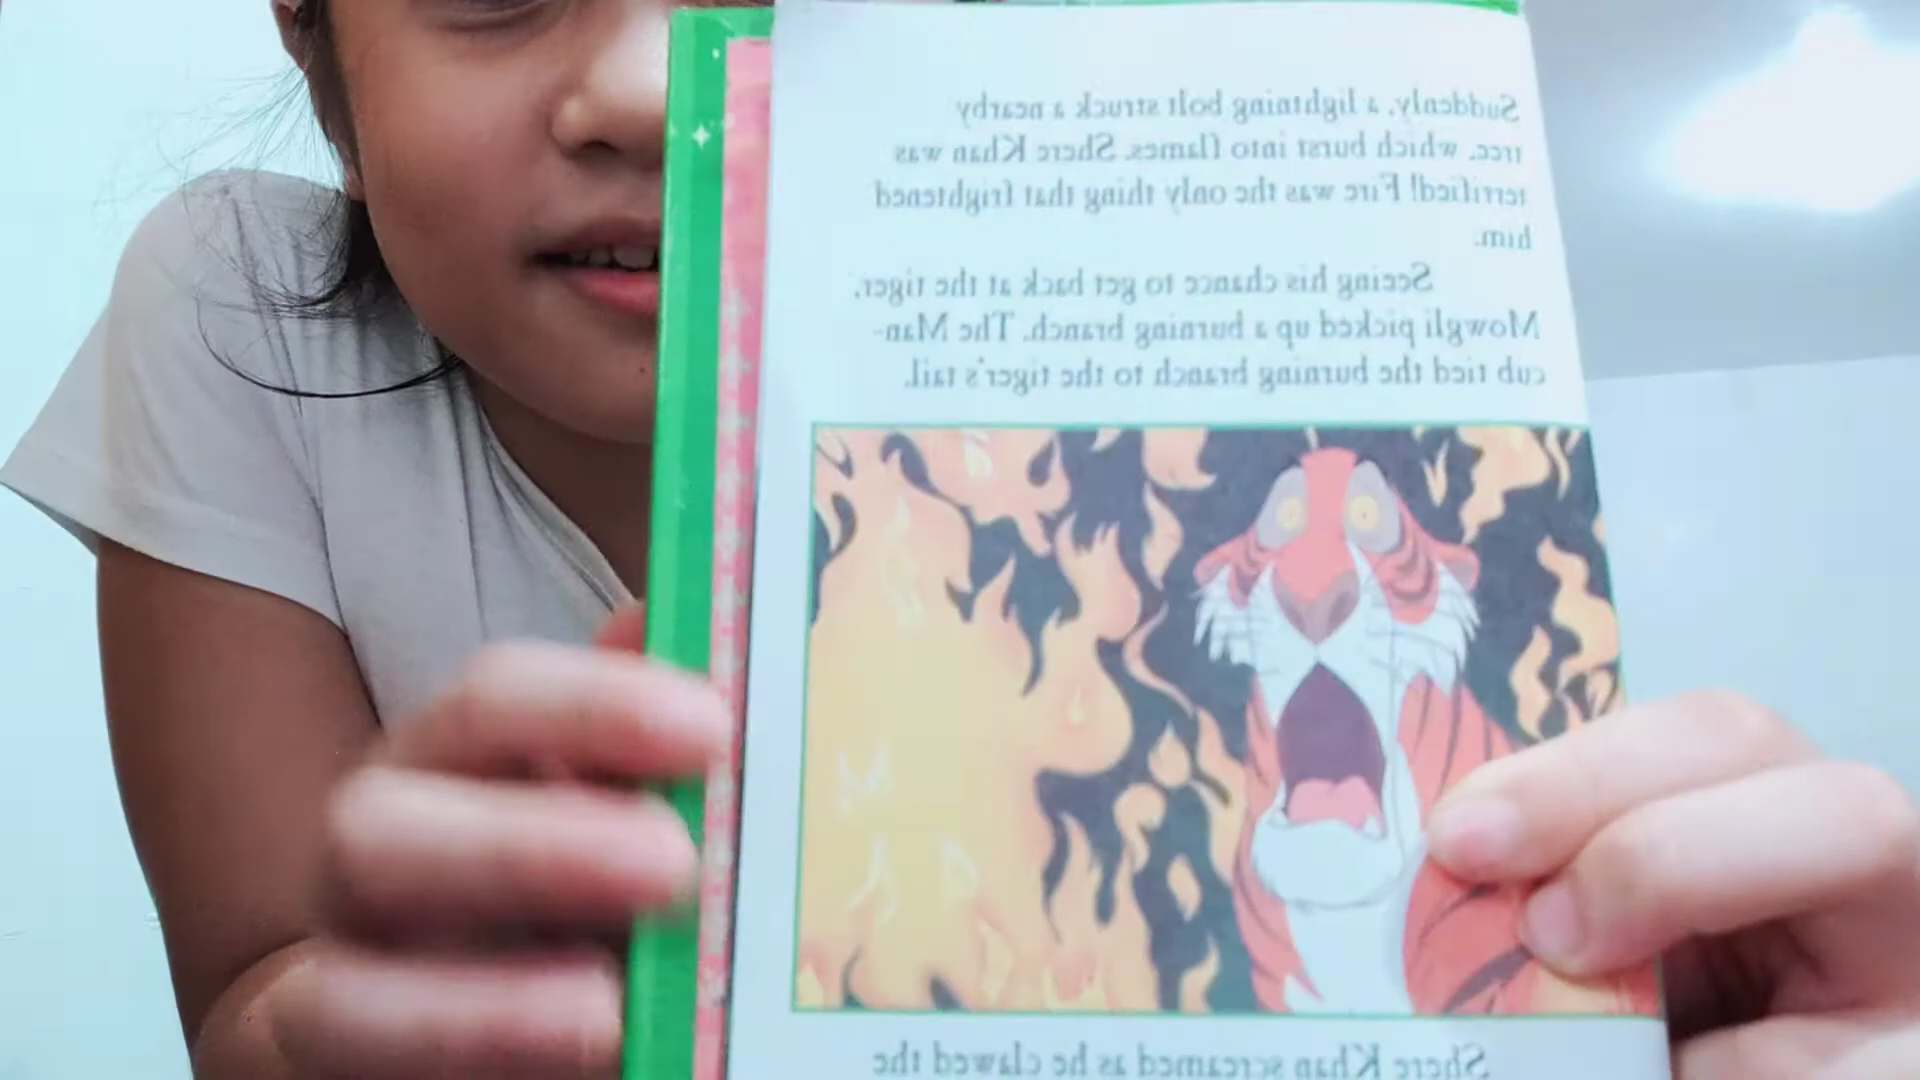 Suddenly, a lightning bolt struck a nearby
tree, which burst into flames. Shere Khan was
terrified! Fire was the only thing that frightened
him.
Seeing his chance to get back at the tiger,
Mowgli picked up a burning branch. The Man-
cub tied the burning branch to the tiger's tail.
Shere Khan screamed as he clawed the